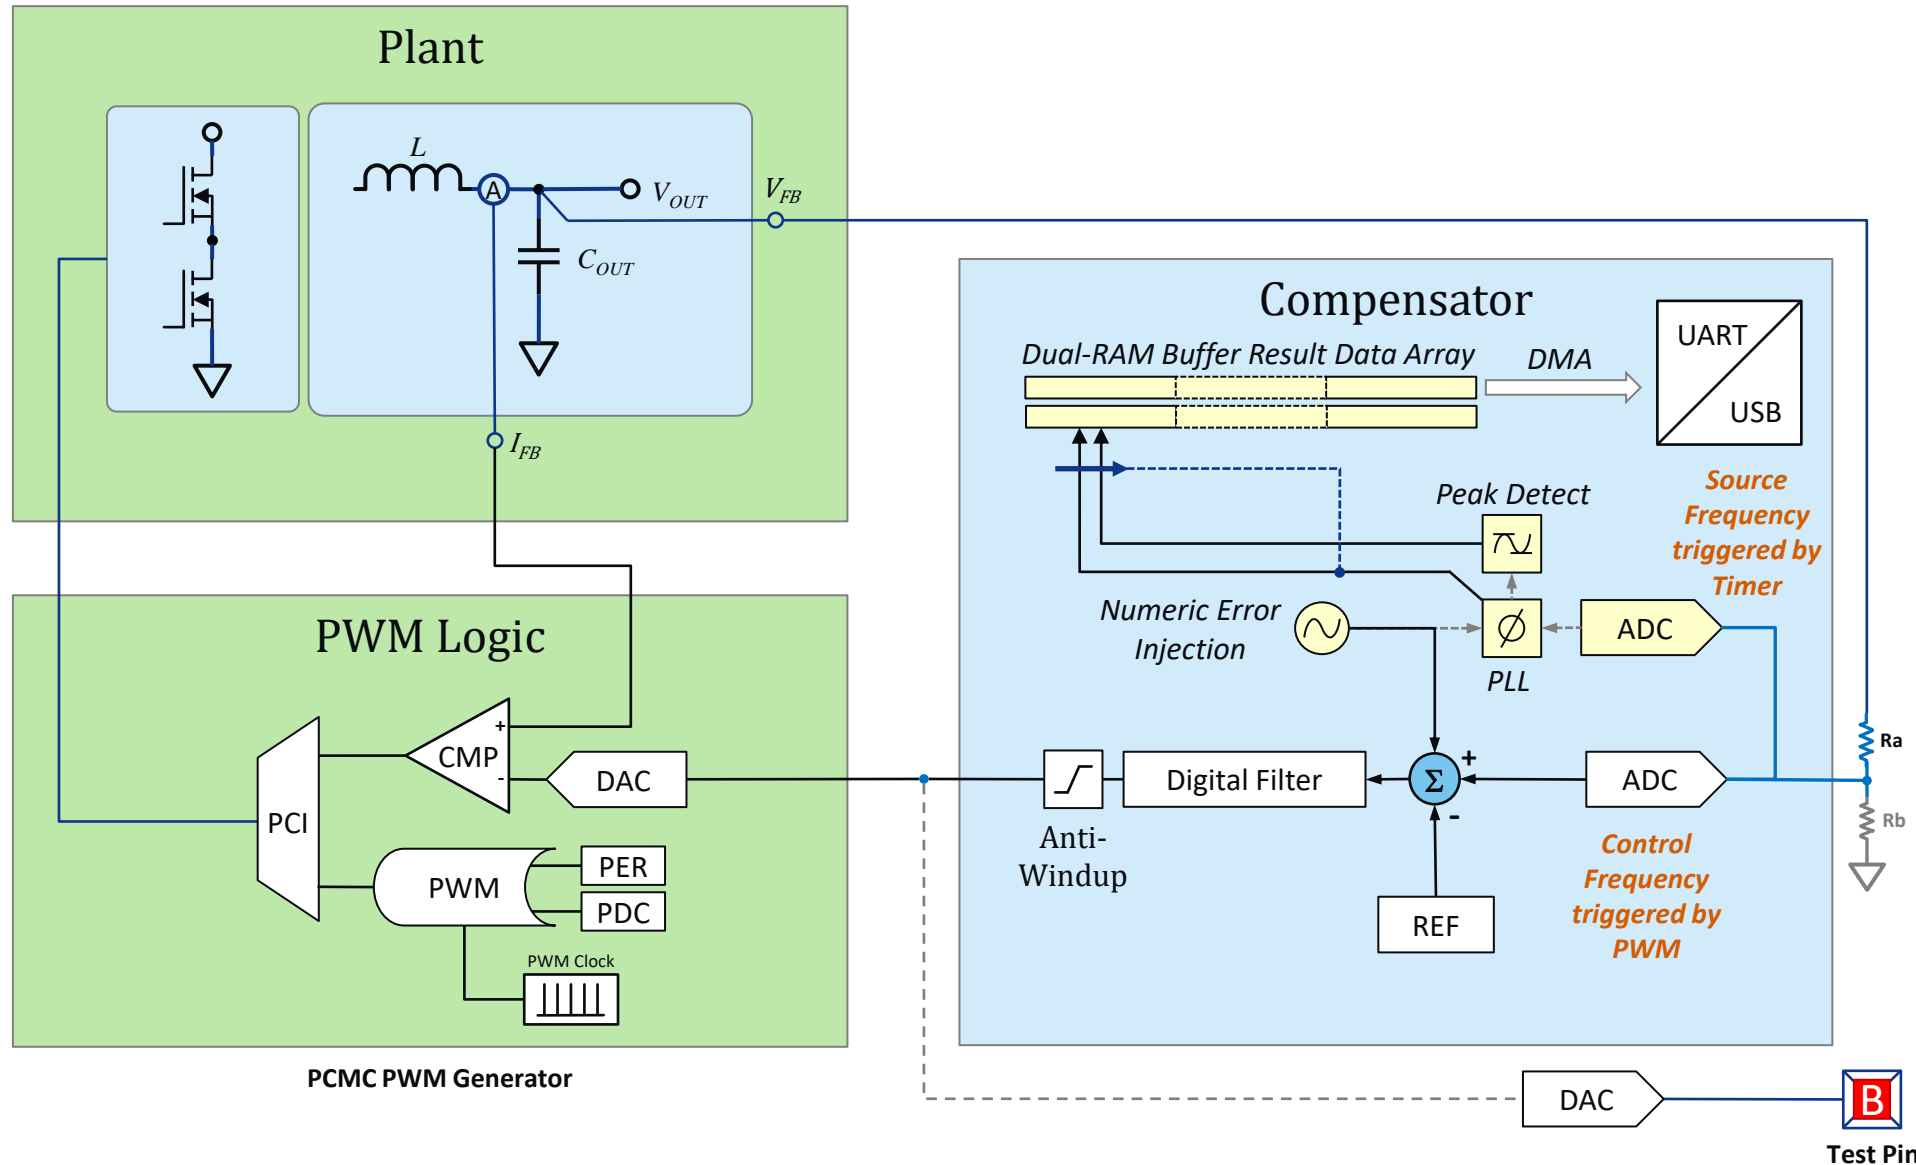 Plant
L
A
V_OUT
V_FB
C_OUT
I_FB
Compensator
Dual-RAM Buffer Result Data Array
DMA
UART
USB
Source
Frequency
triggered by
Timer
Peak Detect
Numeric Error
Injection
ϕ
PLL
ADC
PWM Logic
+
CMP
-
DAC
PCI
PWM
PER
PDC
PWM Clock
Anti-
Windup
Digital Filter
Σ
+
-
ADC
REF
Control
Frequency
triggered by
PWM
Ra
Rb
PCMC PWM Generator
DAC
B
Test Pin